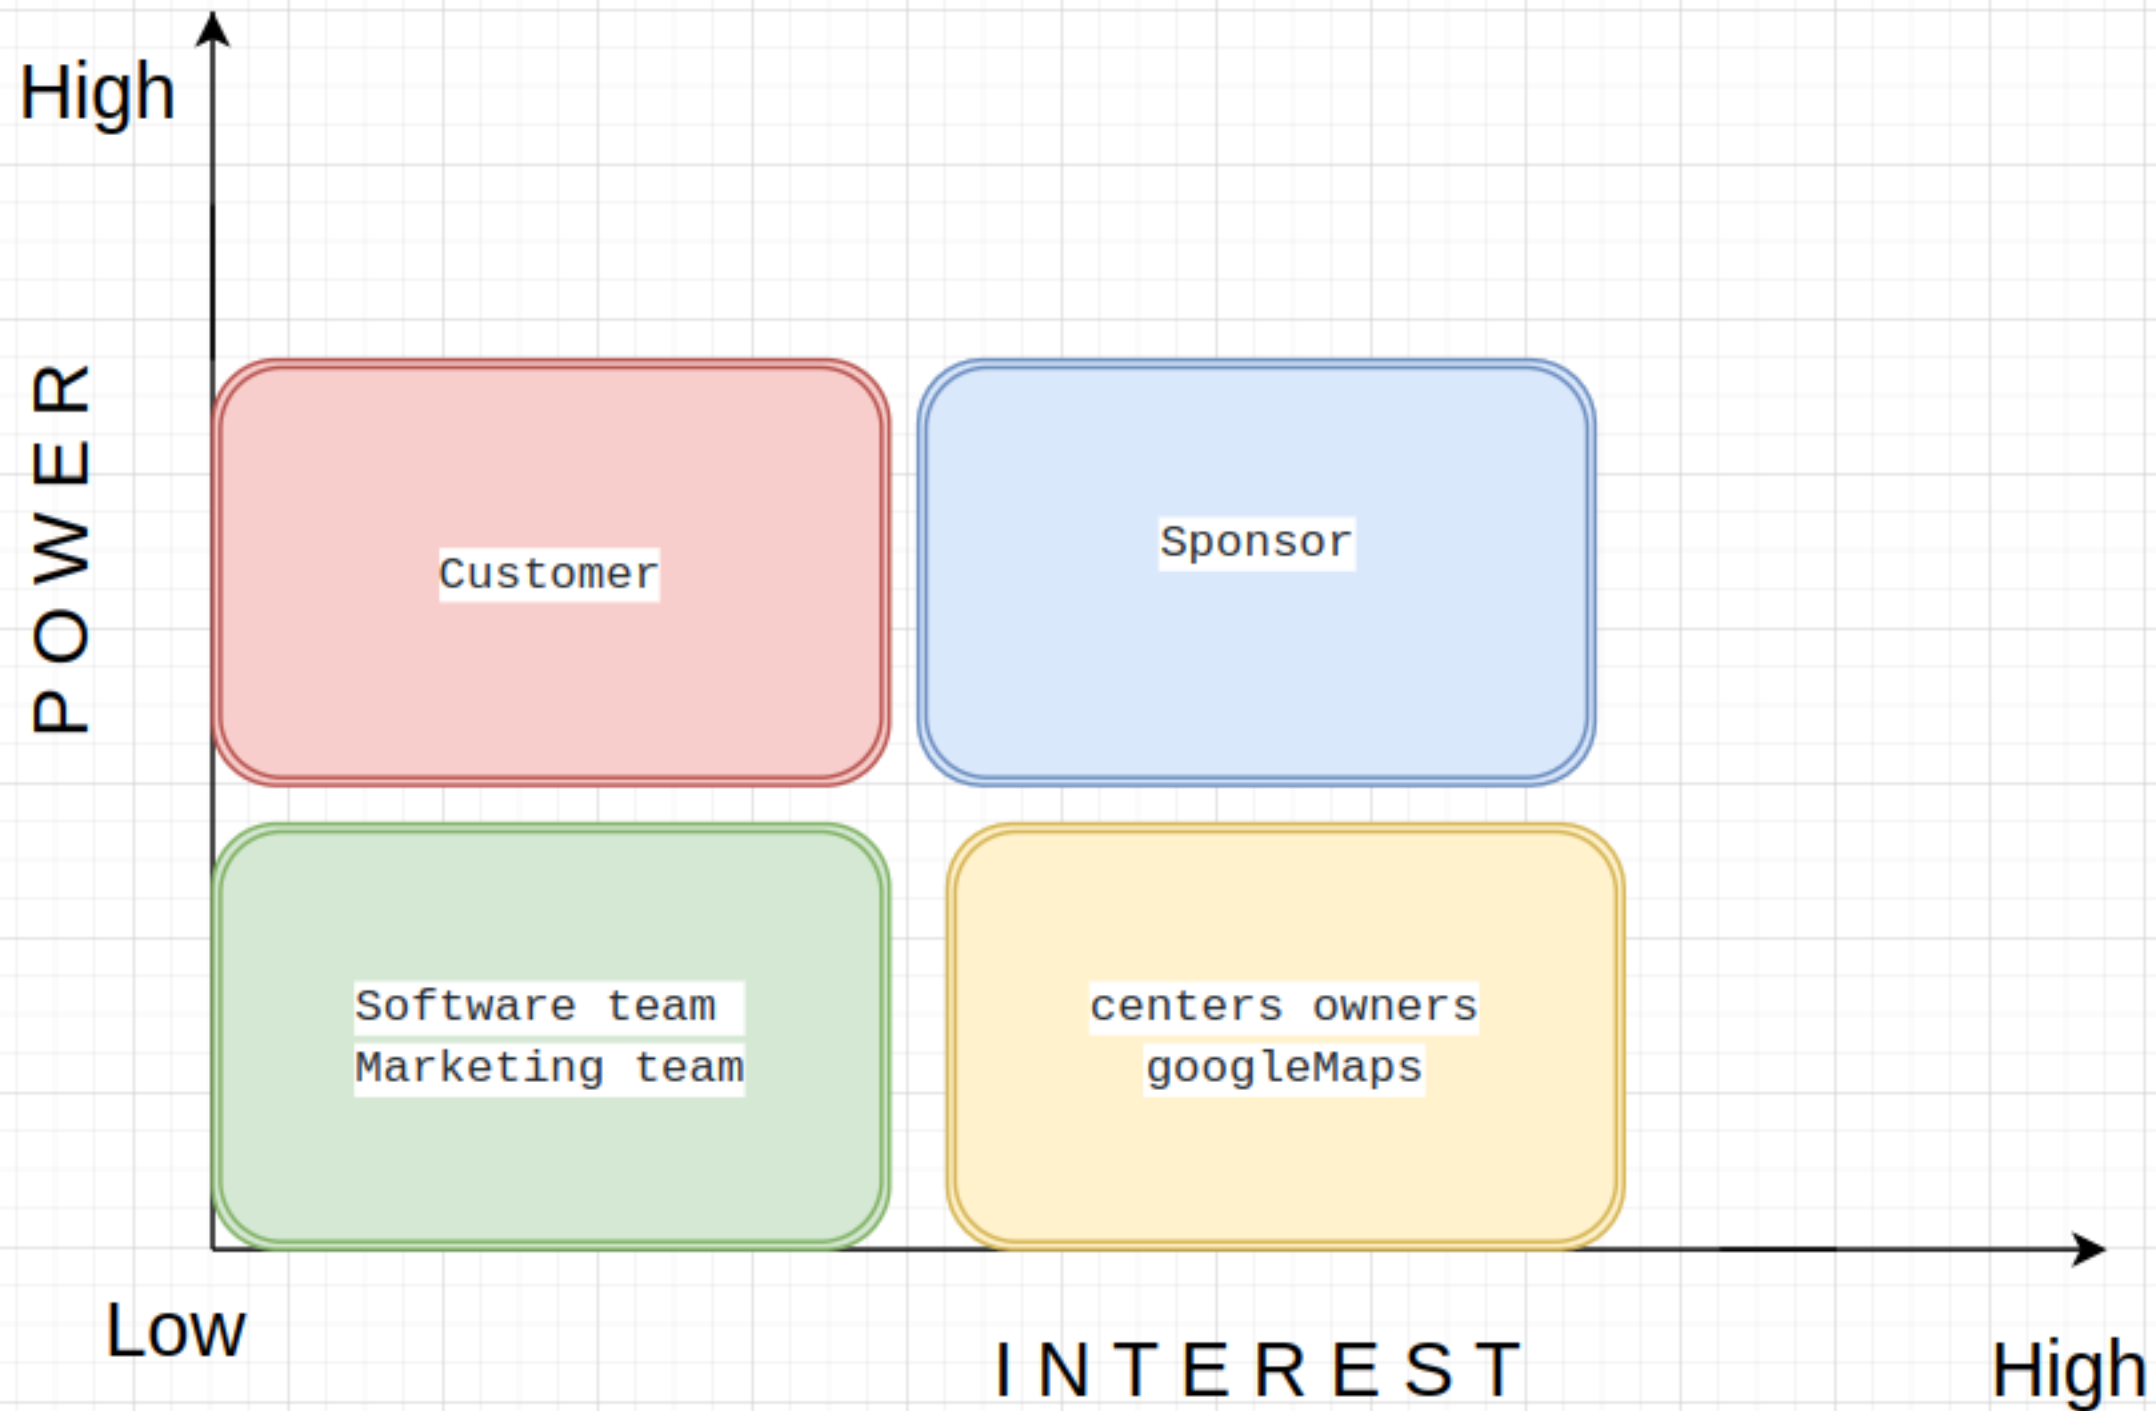 High
POWER
Customer
Sponsor
Software team
Marketing team
centers owners
googleMaps
Low
INTEREST
High